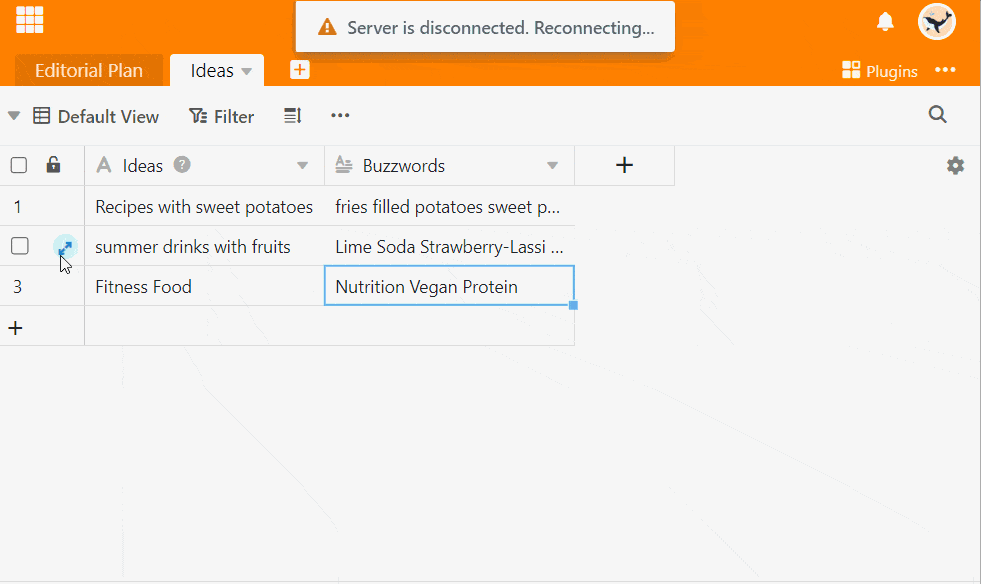 Server is disconnected. Reconnecting...
Editorial Plan Ideas Plugins
Default View Filter
Ideas Buzzwords
1 Recipes with sweet potatoes fries filled potatoes sweet p...
summer drinks with fruits Lime Soda Strawberry-Lassi ...
3 Fitness Food Nutrition Vegan Protein